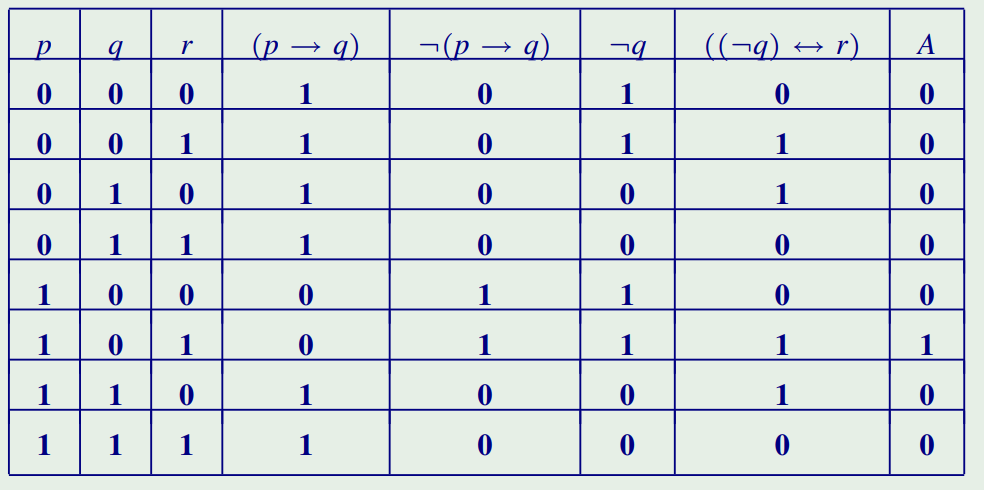 p q r (p → q) ¬(p → q) ¬q ((¬q) ↔ r) A
0 0 0 1 0 1 0 0
0 0 1 1 0 1 1 0
0 1 0 1 0 0 1 0
0 1 1 1 0 0 0 0
1 0 0 0 1 1 0 0
1 0 1 0 1 1 1 1
1 1 0 1 0 0 1 0
1 1 1 1 0 0 0 0